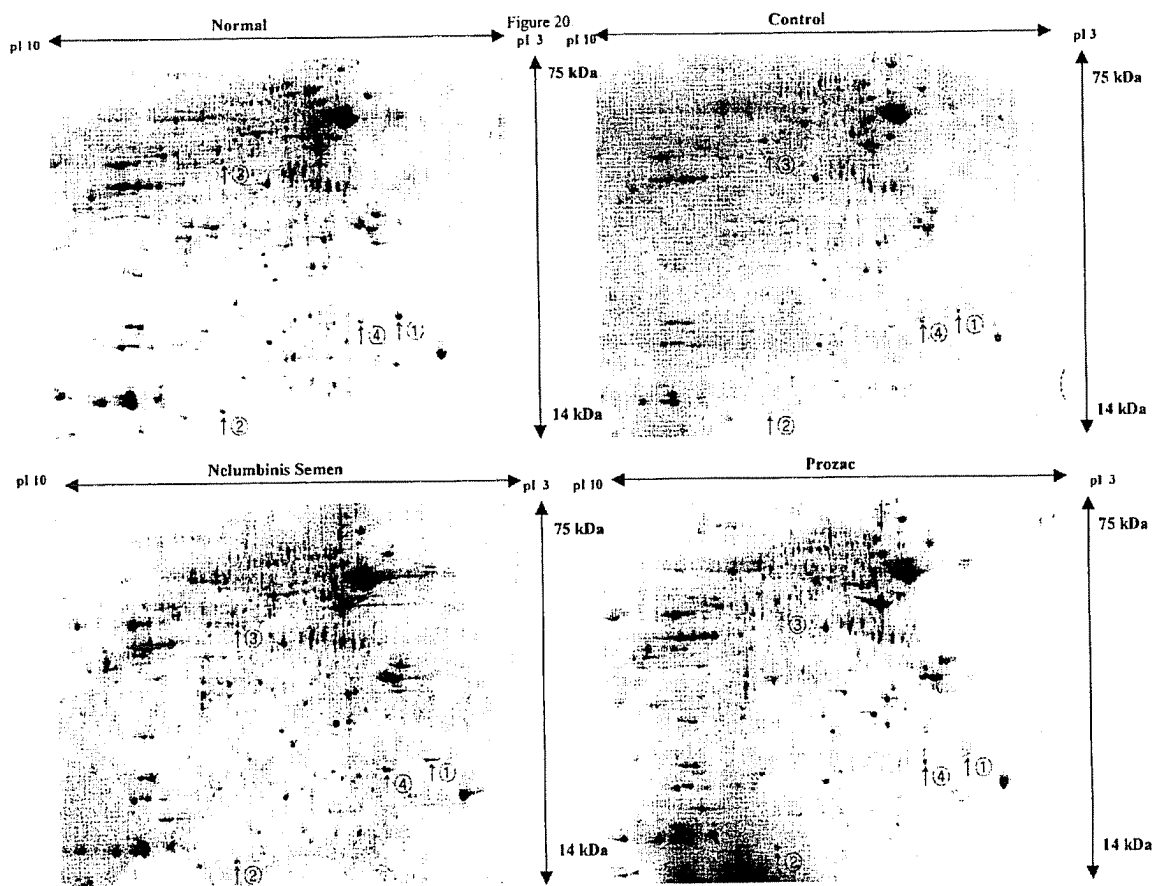 Figure 20
Normal
pI 10
pI 3
75 kDa
↑③
↑④ ↑①
↑②
14 kDa
Control
pI 10
pI 3
75 kDa
↑③
↑④ ↑①
↑②
14 kDa
Nelumbinis Semen
pI 10
pI 3
75 kDa
↑③
↑④ ↑①
↑②
14 kDa
Prozac
pI 10
pI 3
75 kDa
↑③
↑④ ↑①
↑②
14 kDa